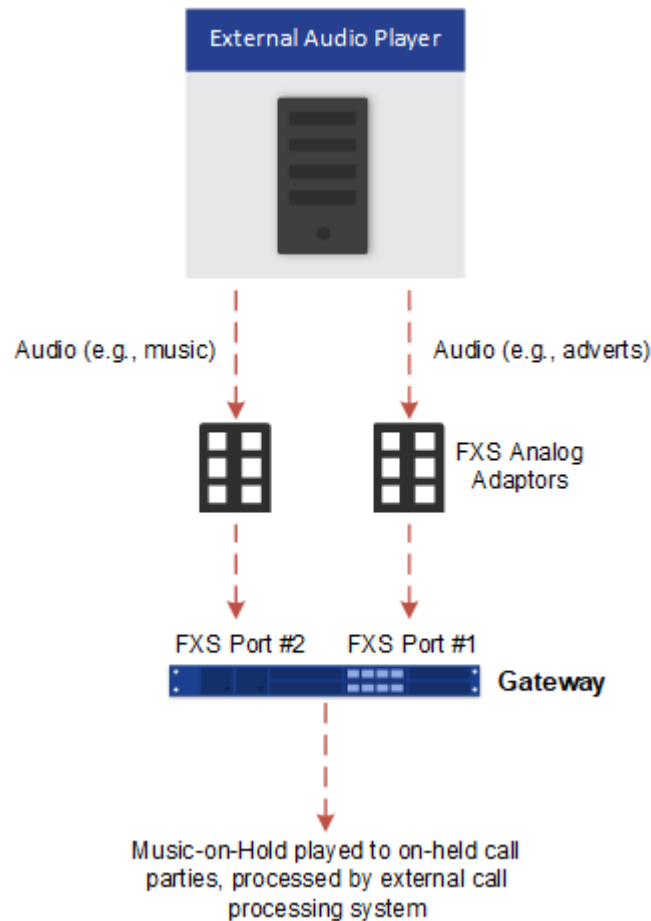 External Audio Player
Audio (e.g., music)
Audio (e.g., adverts)
FXS Analog
Adaptors
FXS Port #2
FXS Port #1
Gateway
Music-on-Hold played to on-held call
parties, processed by external call
processing system